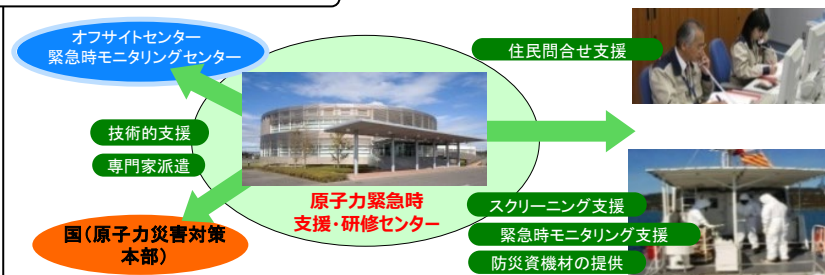 オフサイトセンター
緊急時モニタリングセンター
住民問合せ支援
技術的支援
専門家派遣
原子力緊急時
支援・研修センター
スクリーニング支援
緊急時モニタリング支援
防災資機材の提供
国(原子力災害対策
本部)